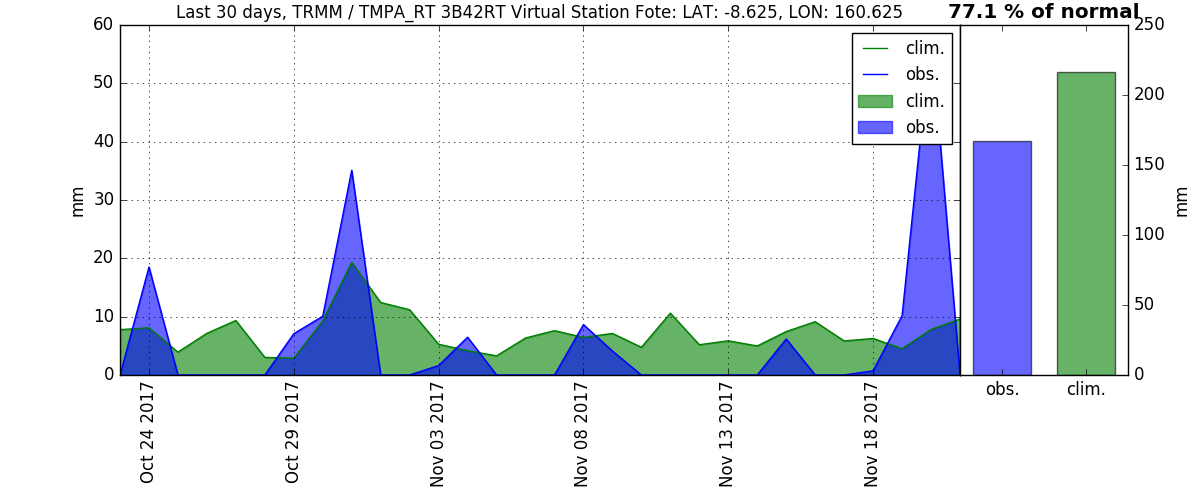 Last 30 days, TRMM / TMPA_RT 3B42RT Virtual Station Fote: LAT: -8.625, LON: 160.625
77.1 % of normal
60
50
40
30
20
10
0
mm
clim.
obs.
clim.
obs.
250
200
150
100
50
0
mm
obs.
clim.
Oct 24 2017
Oct 29 2017
Nov 03 2017
Nov 08 2017
Nov 13 2017
Nov 18 2017